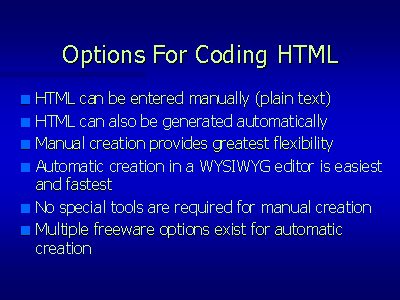 Options For Coding HTML
HTML can be entered manually (plain text)
HTML can also be generated automatically
Manual creation provides greatest flexibility
Automatic creation in a WYSIWYG editor is easiest
and fastest
No special tools are required for manual creation
Multiple freeware options exist for automatic
creation